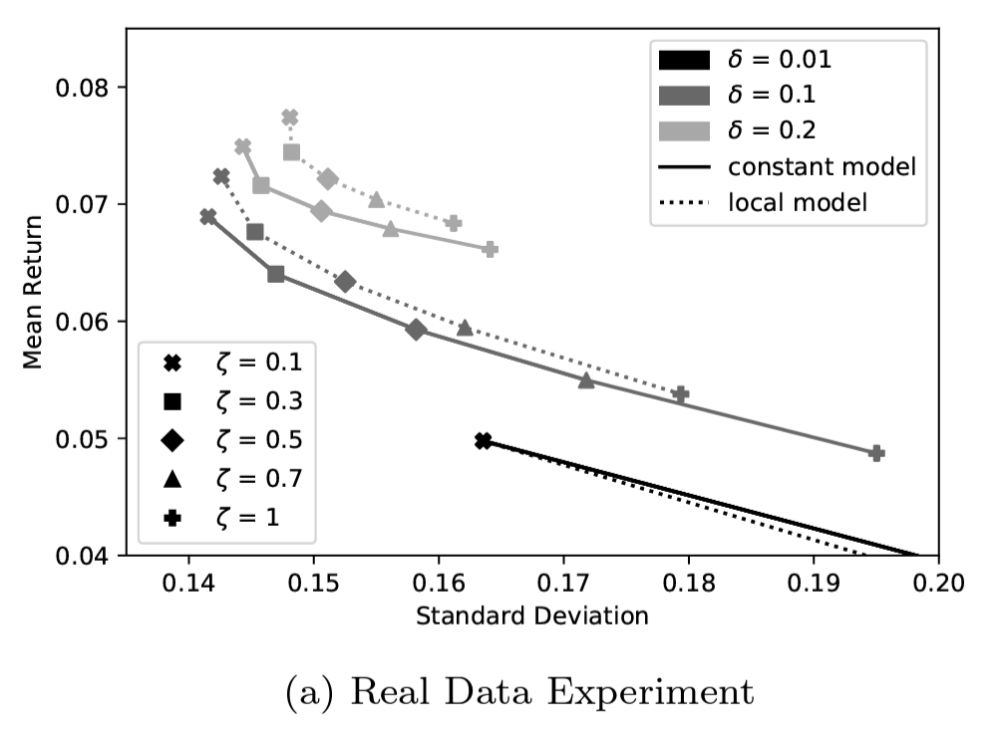 0.08
0.07
0.06
0.05
0.04
Mean Return
δ = 0.01
δ = 0.1
δ = 0.2
constant model
local model
ζ = 0.1
ζ = 0.3
ζ = 0.5
ζ = 0.7
ζ = 1
0.14 0.15 0.16 0.17 0.18 0.19 0.20
Standard Deviation
(a) Real Data Experiment